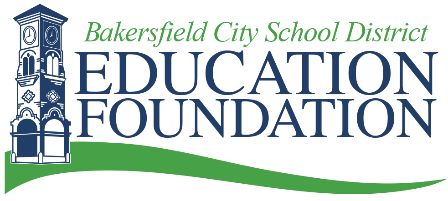 Bakersfield City School District
EDUCATION
FOUNDATION